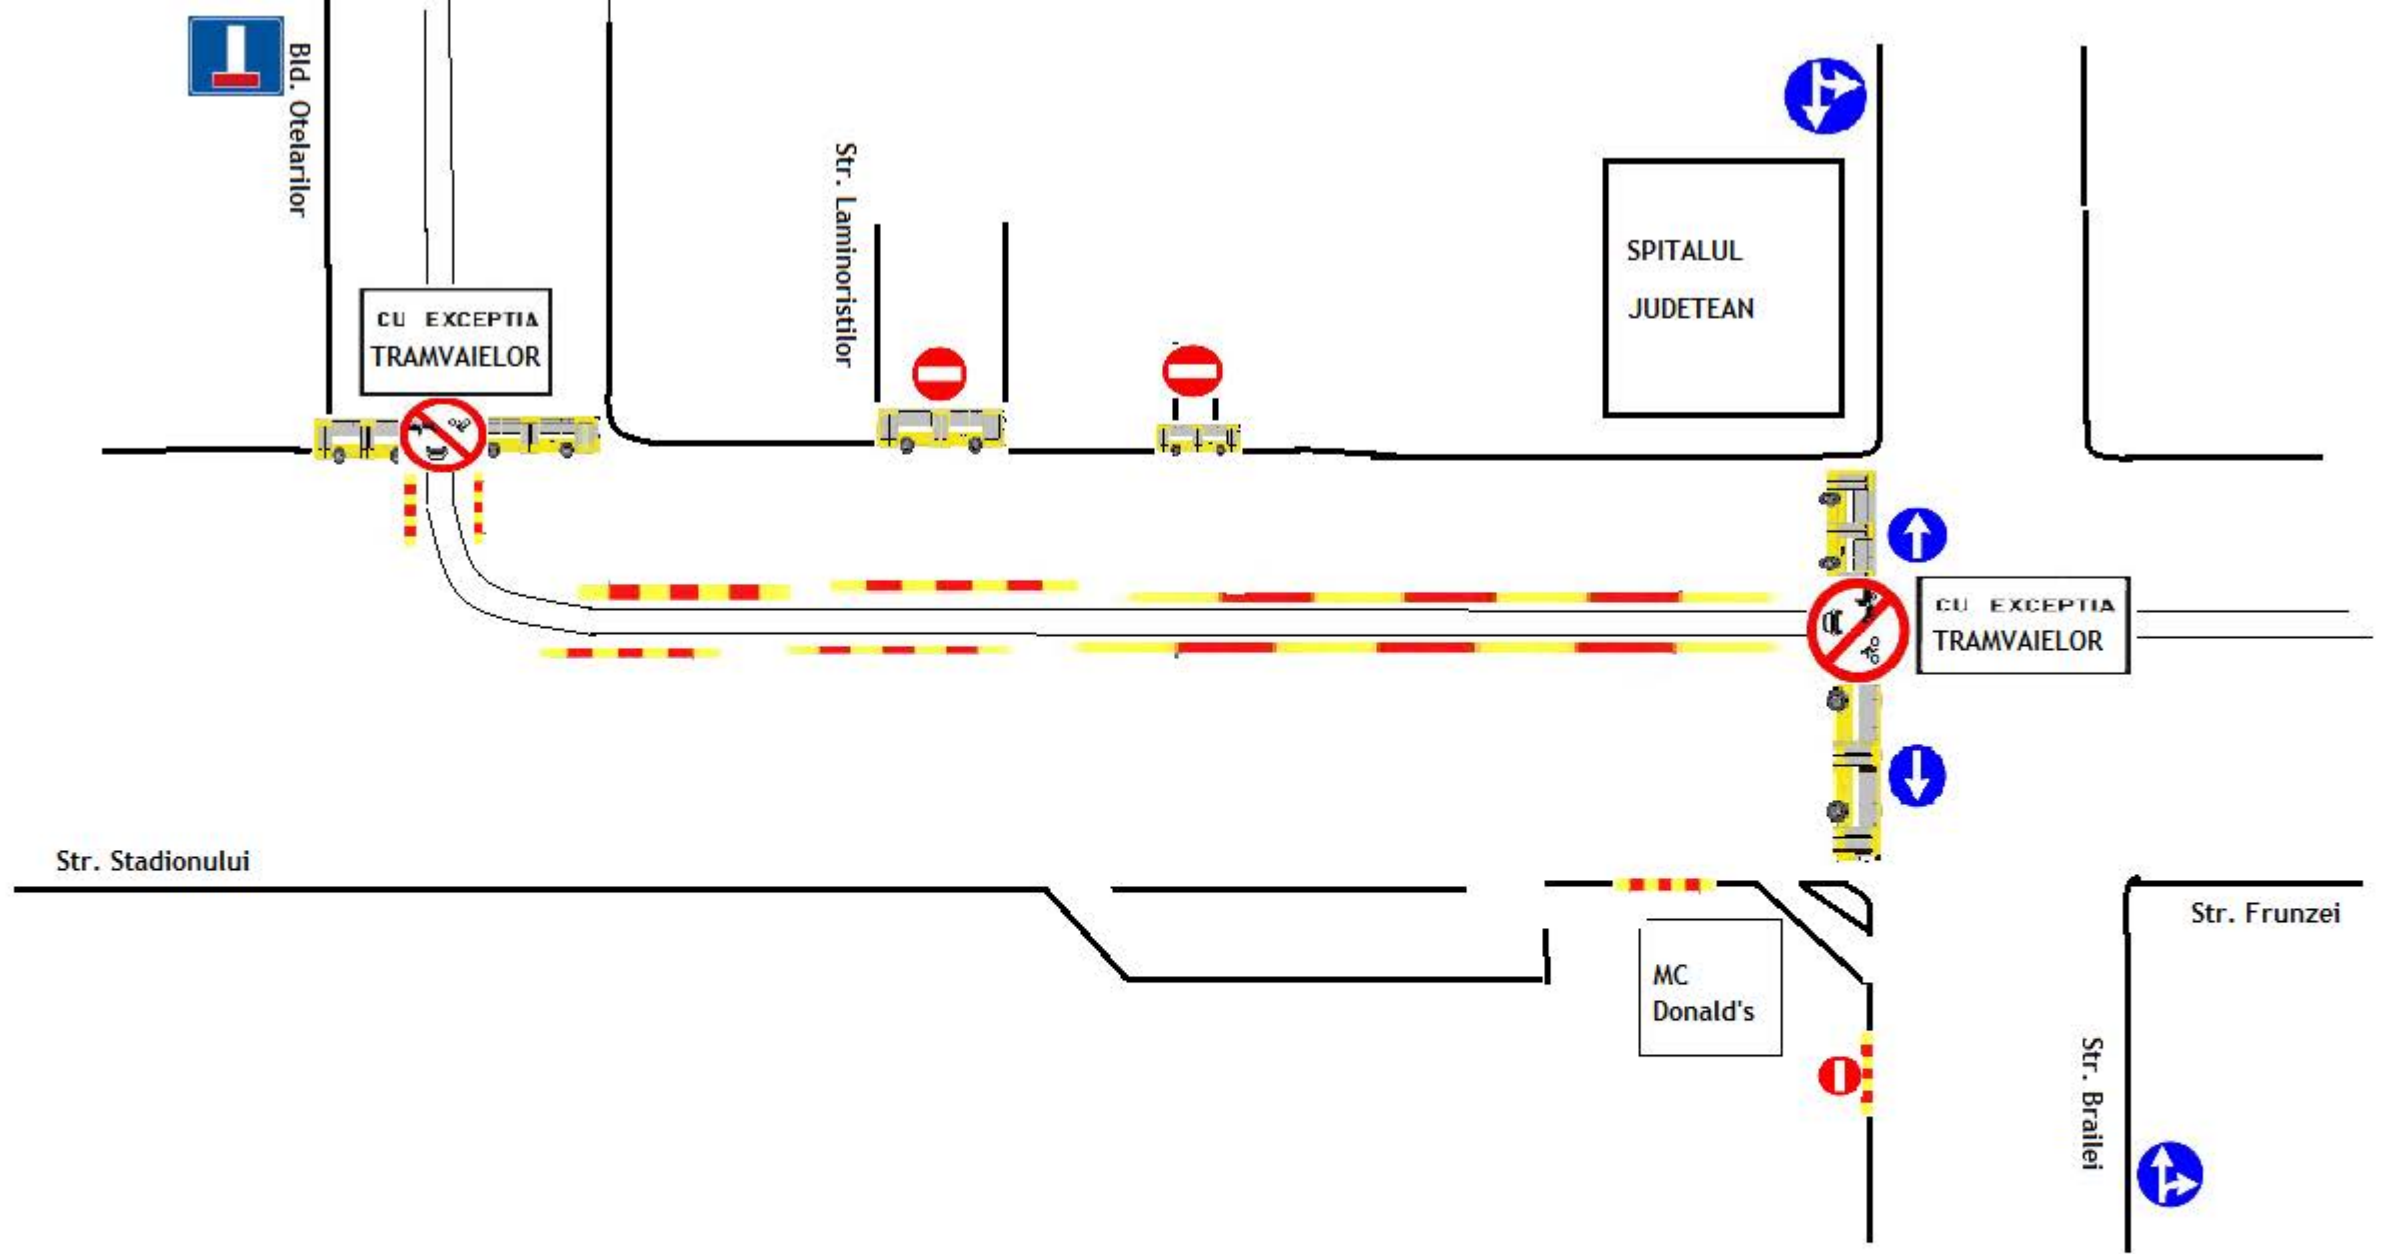 Bld. Otelarilor
Str. Laminoristilor
SPITALUL
JUDETEAN
CU EXCEPTIA
TRAMVAIELOR
CU EXCEPTIA
TRAMVAIELOR
Str. Stadionului
Str. Frunzei
MC
Donald's
Str. Brailei